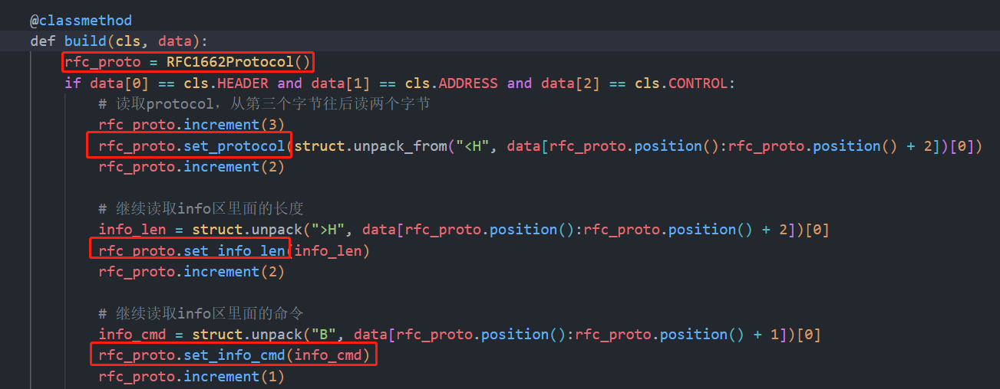 @classmethod
def build(cls, data):
rfc_proto = RFC1662Protocol()
if data[0] == cls.HEADER and data[1] == cls.ADDRESS and data[2] == cls.CONTROL:
# 读取protocol，从第三个字节往后读两个字节
rfc_proto.increment(3)
rfc_proto.set_protocol(struct.unpack_from("<H", data[rfc_proto.position():rfc_proto.position() + 2])[0])
rfc_proto.increment(2)
# 继续读取info区里面的长度
info_len = struct.unpack(">H", data[rfc_proto.position():rfc_proto.position() + 2])[0]
rfc_proto.set_info_len(info_len)
rfc_proto.increment(2)
# 继续读取info区里面的命令
info_cmd = struct.unpack("B", data[rfc_proto.position():rfc_proto.position() + 1])[0]
rfc_proto.set_info_cmd(info_cmd)
rfc_proto.increment(1)